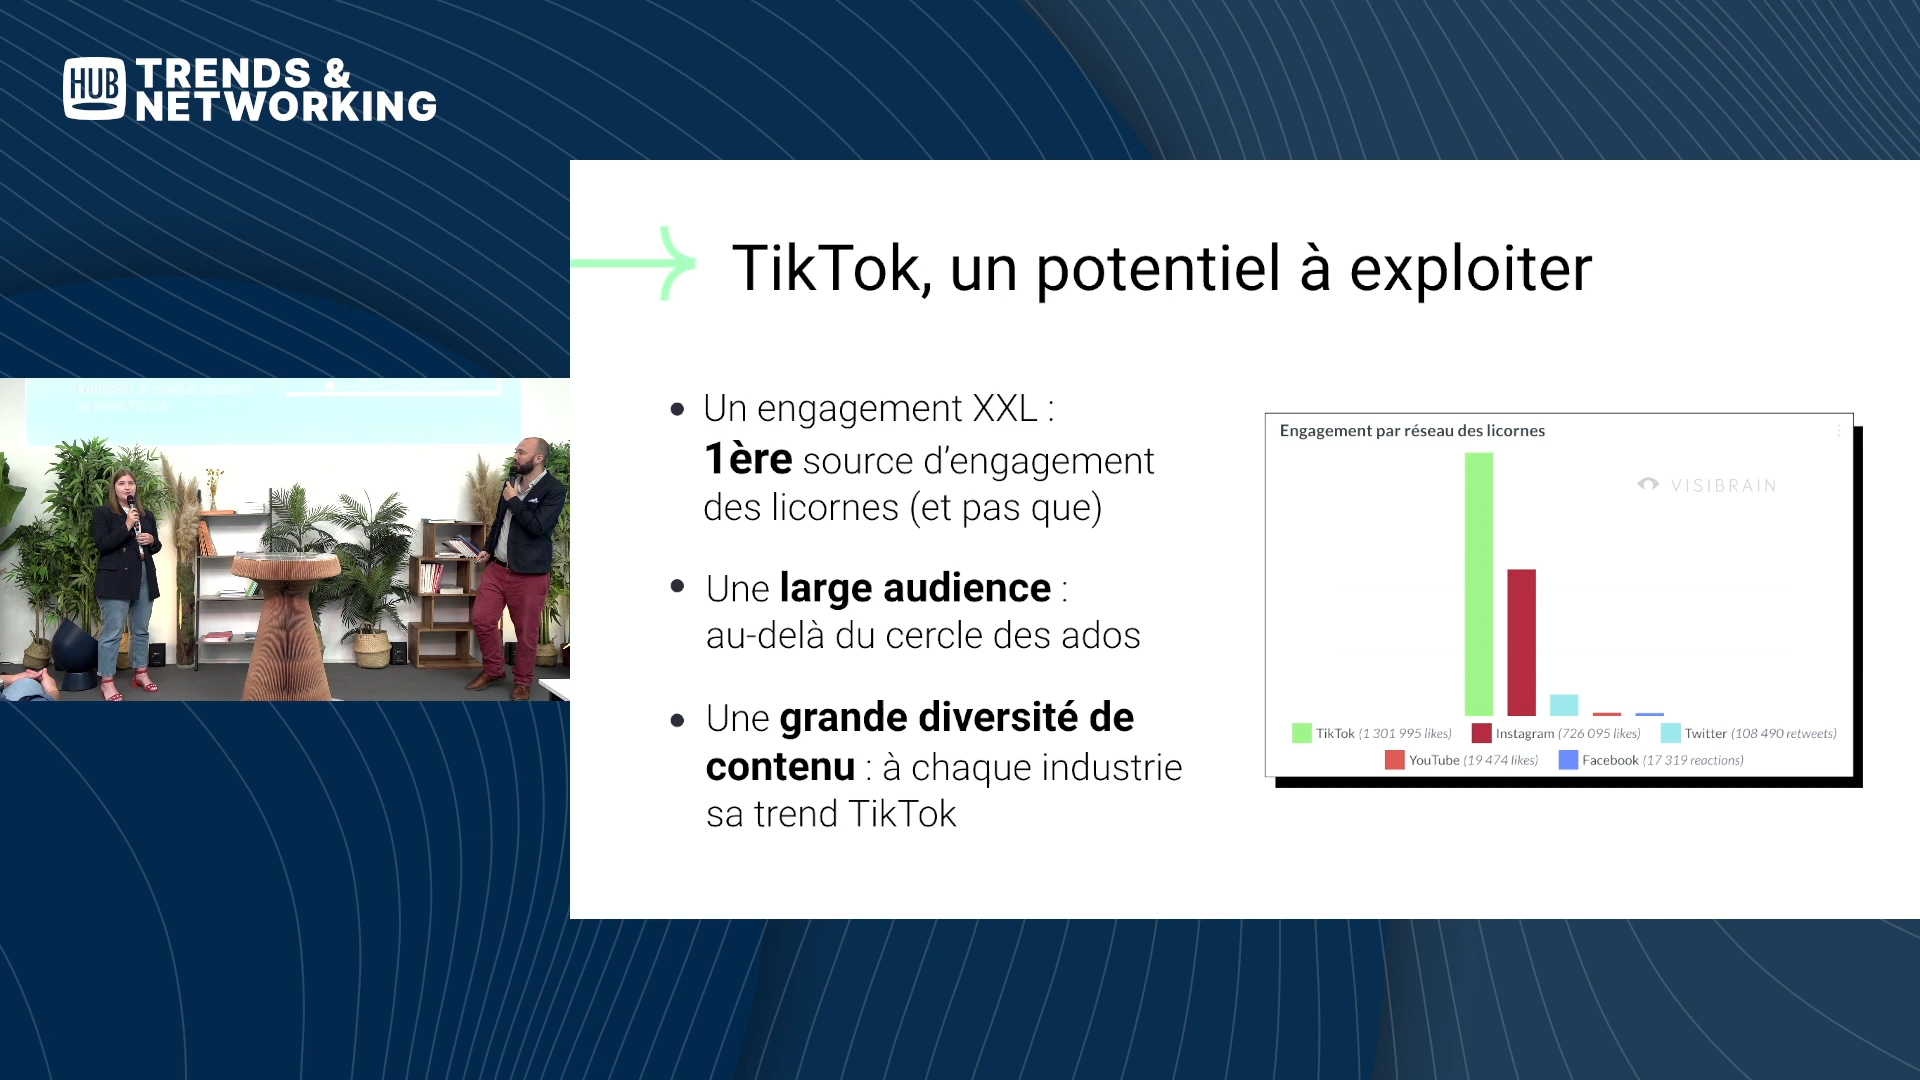 HUB
TRENDS &
NETWORKING
TikTok, un potentiel à exploiter
Un engagement XXL :
1ère source d’engagement
des licornes (et pas que)
Une large audience :
au-delà du cercle des ados
Une grande diversité de
contenu : à chaque industrie
sa trend TikTok
Engagement par réseau des licornes
VISIBRAIN
TikTok (1 301 995 likes) Instagram (726 095 likes) Twitter (108 490 retweets)
YouTube (19 474 likes) Facebook (17 319 reactions)